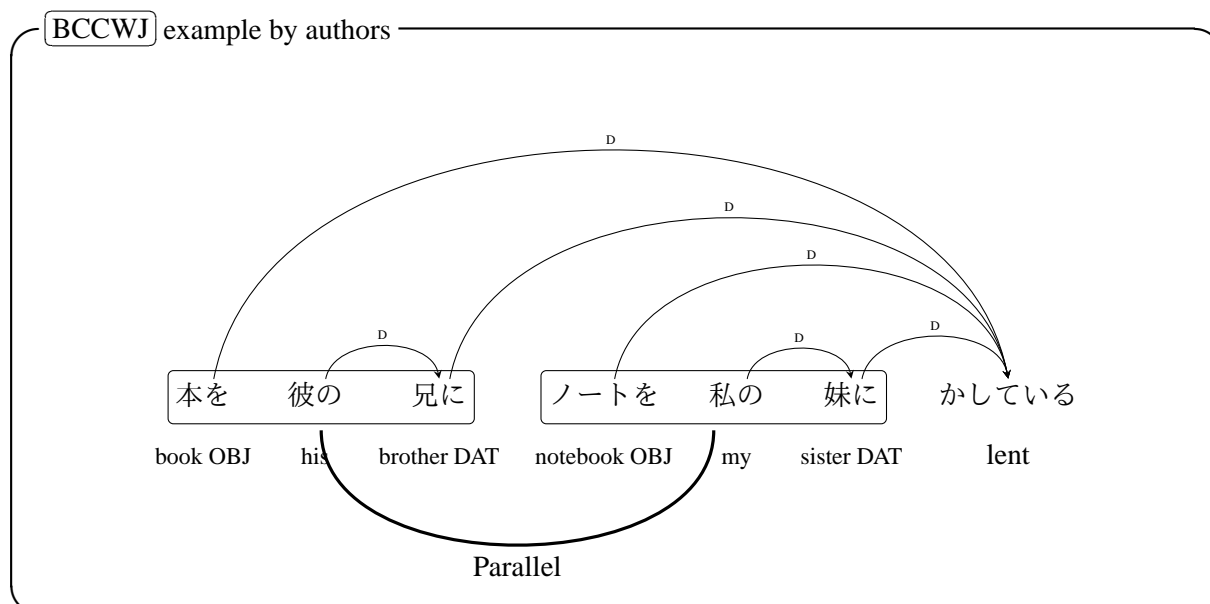 BCCWJ example by authors
D
D
D
D D D
本を 彼の 兄に ノートを 私の 妹に かしている
book OBJ his brother DAT notebook OBJ my sister DAT lent
Parallel